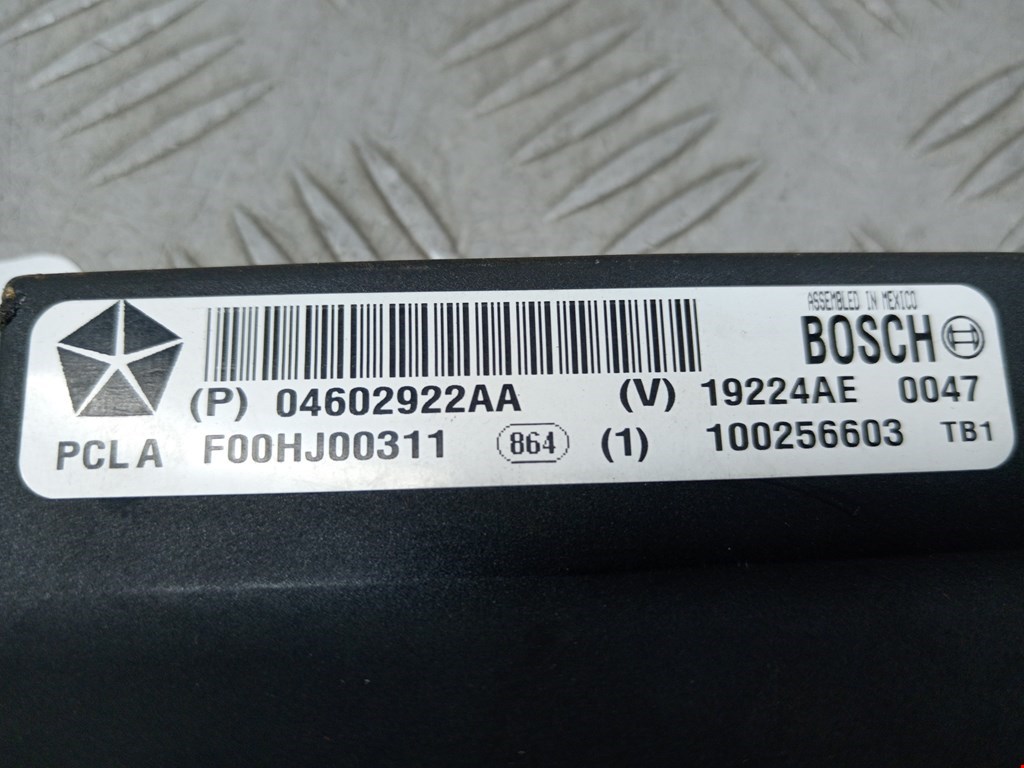 ASSEMBLED IN MEXICO
BOSCH
(P) 04602922AA (V) 19224AE 0047
PCLA F00HJ00311 864 (1) 100256603 TB1